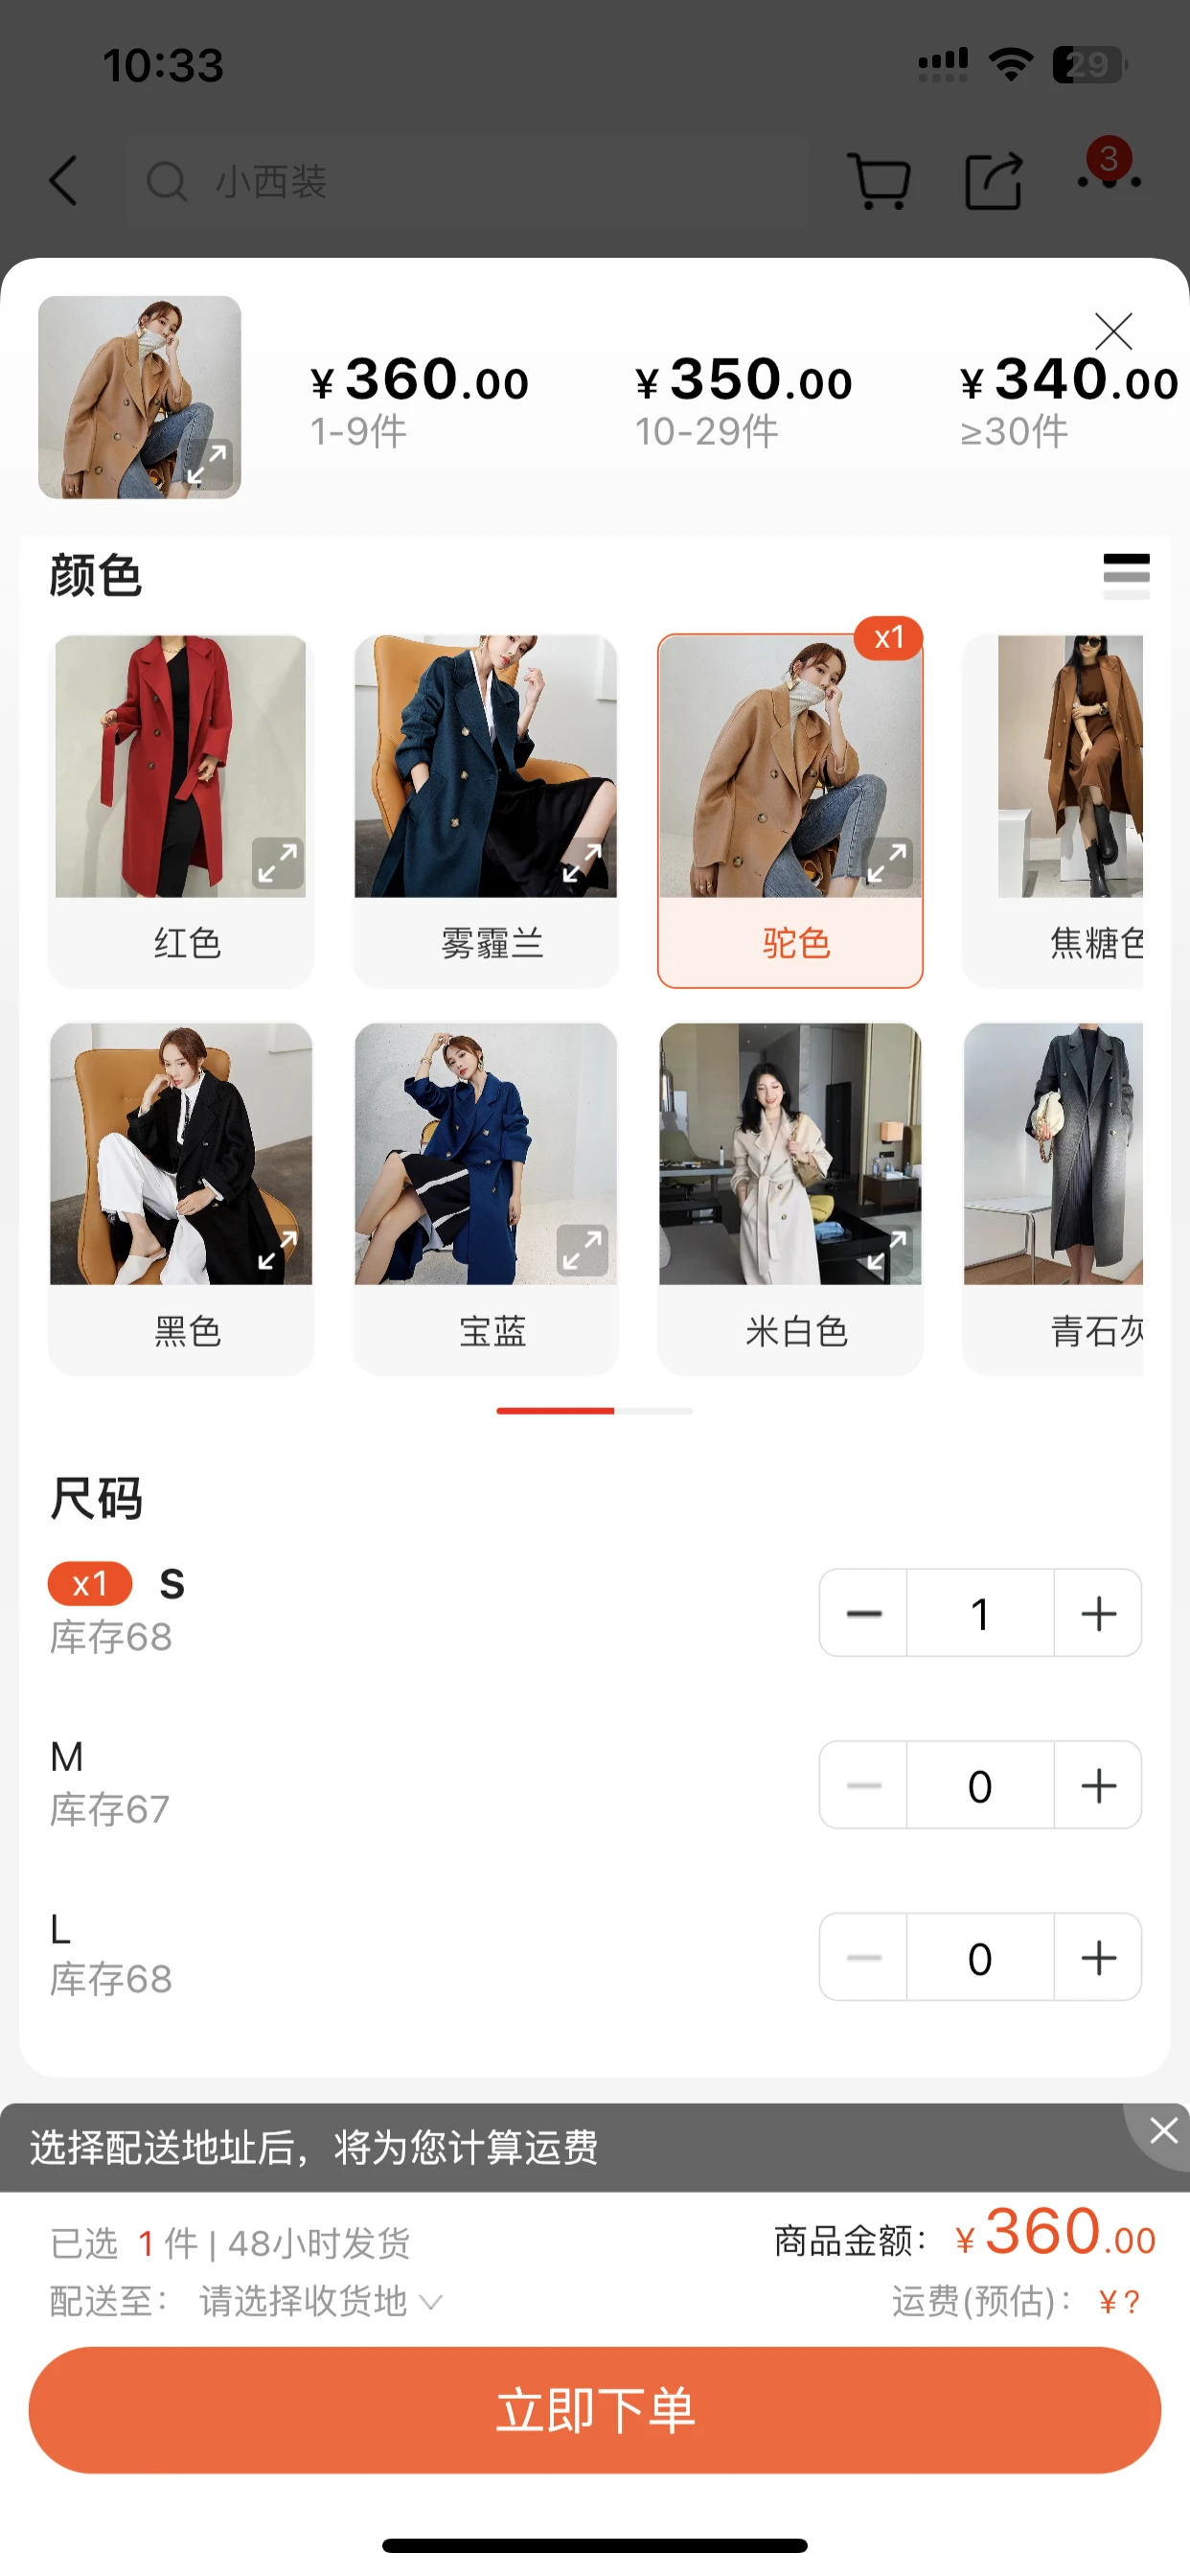 10:33
29
小西装
3
¥360.00
1-9件
¥350.00
10-29件
¥340.00
≥30件
颜色
x1
红色
雾霾兰
驼色
焦糖色
黑色
宝蓝
米白色
青石灰
尺码
x1 S
库存68
1
M
库存67
0
L
库存68
0
选择配送地址后，将为您计算运费
已选 1 件 | 48小时发货
商品金额： ¥360.00
配送至： 请选择收货地
运费(预估)： ¥?
立即下单